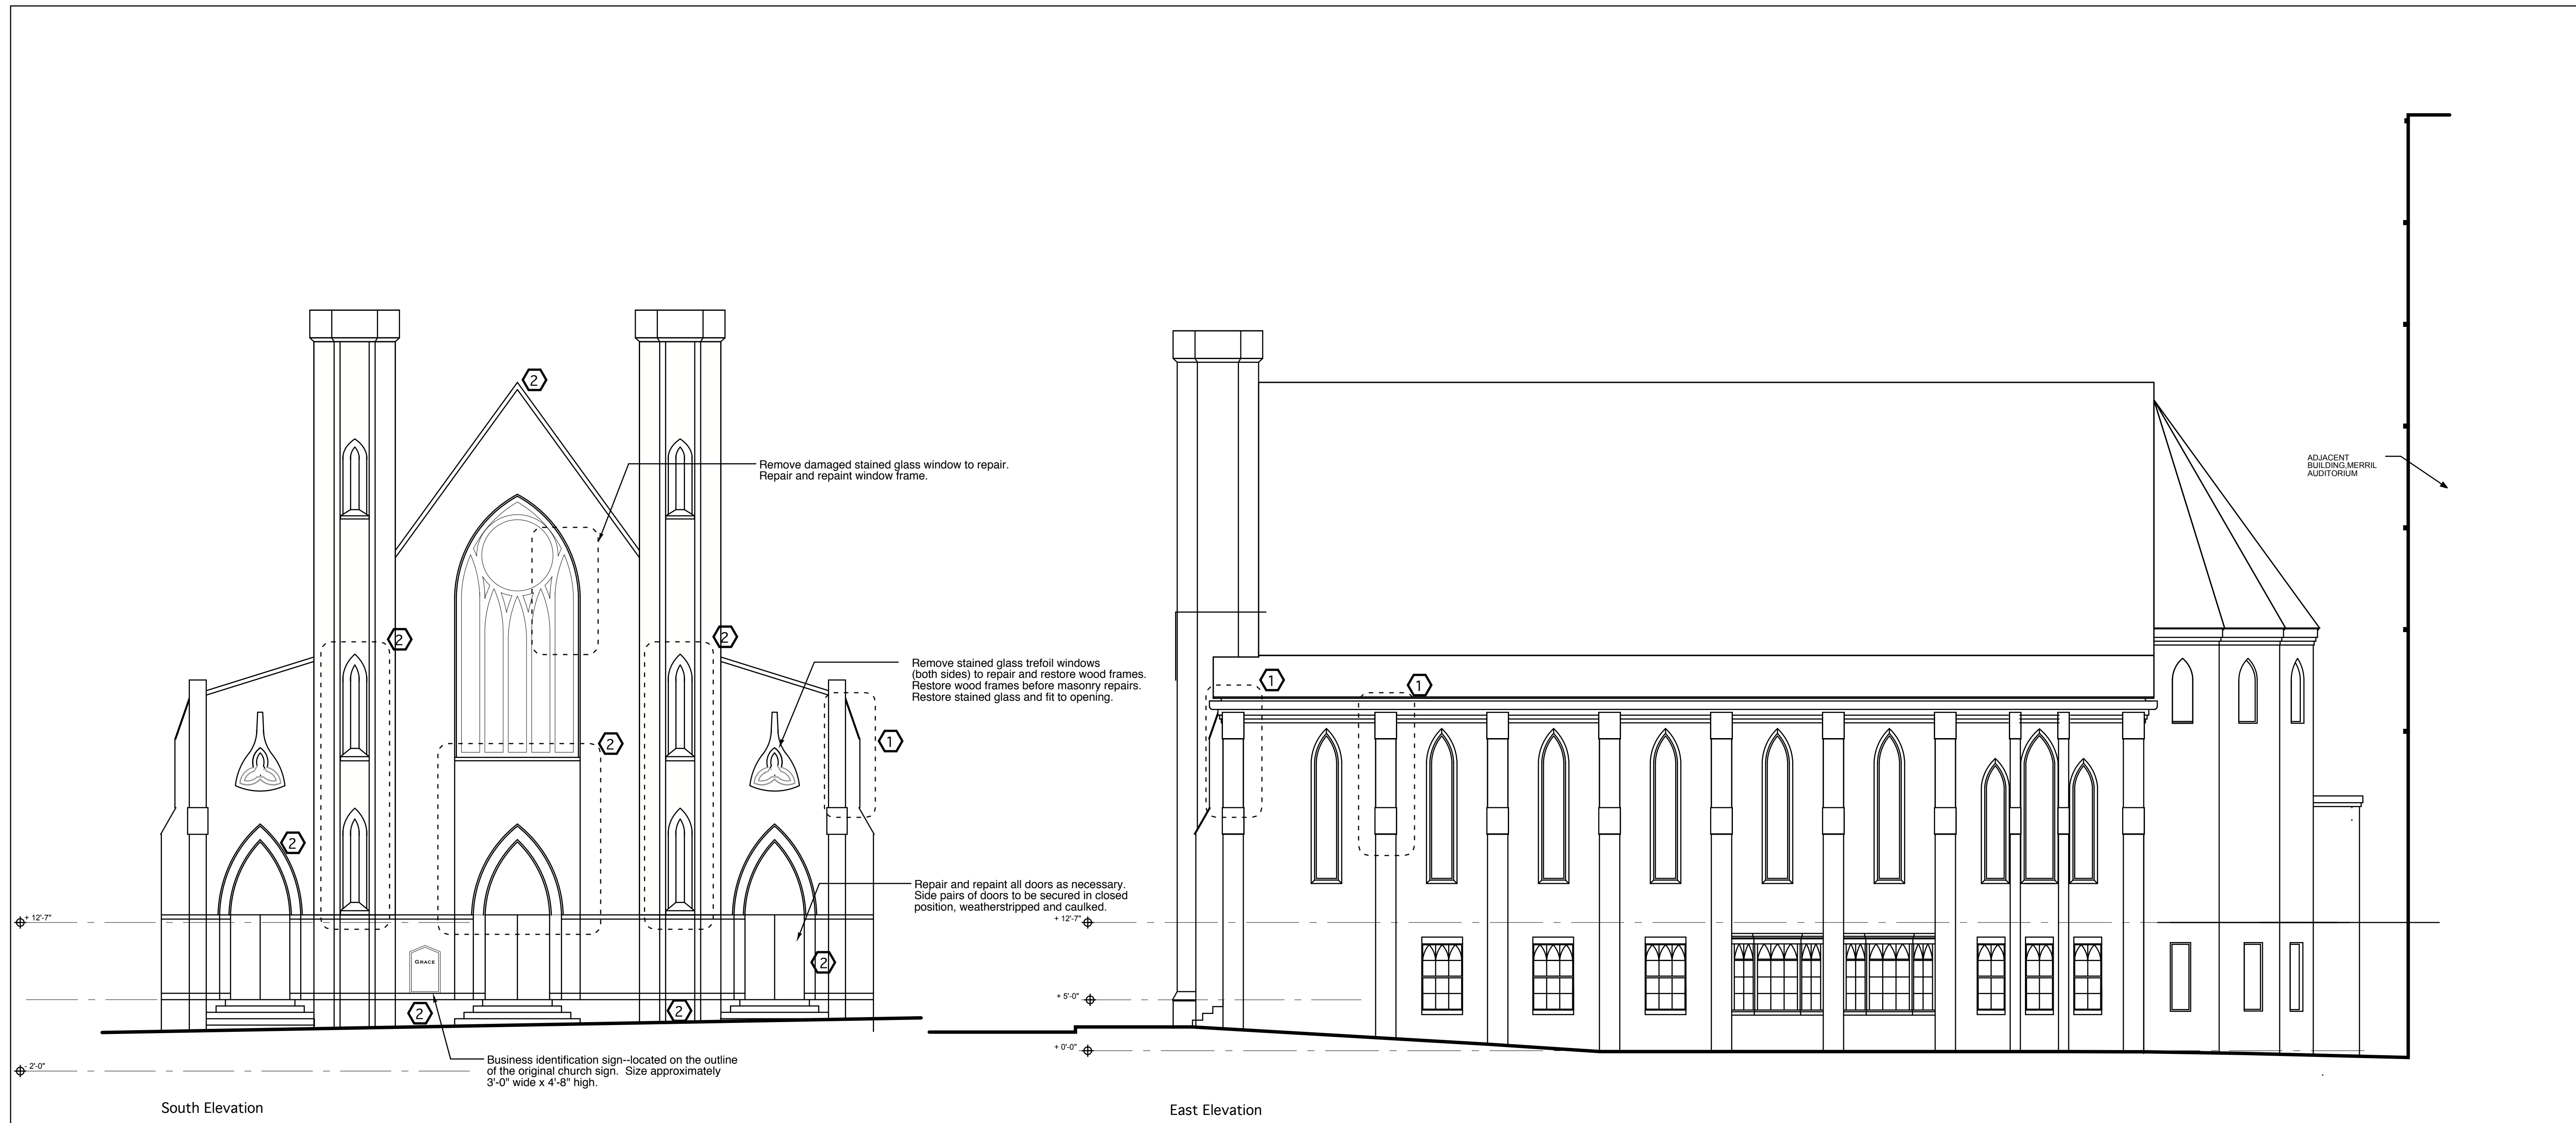 2
Remove damaged stained glass window to repair.
Repair and repaint window frame.
ADJACENT
BUILDING,MERRIL
AUDITORIUM
2
2
Remove stained glass trefoil windows
(both sides) to repair and restore wood frames.
Restore wood frames before masonry repairs.
Restore stained glass and fit to opening.
1
1
2
1
2
Repair and repaint all doors as necessary.
Side pairs of doors to be secured in closed
position, weatherstripped and caulked.
+ 12'-7"
+ 12'-7"
GRACE
2
+ 5'-0"
2
2
+ 0'-0"
Business identification sign--located on the outline
of the original church sign. Size approximately
3'-0" wide x 4'-8" high.
- 2'-0"
South Elevation
East Elevation